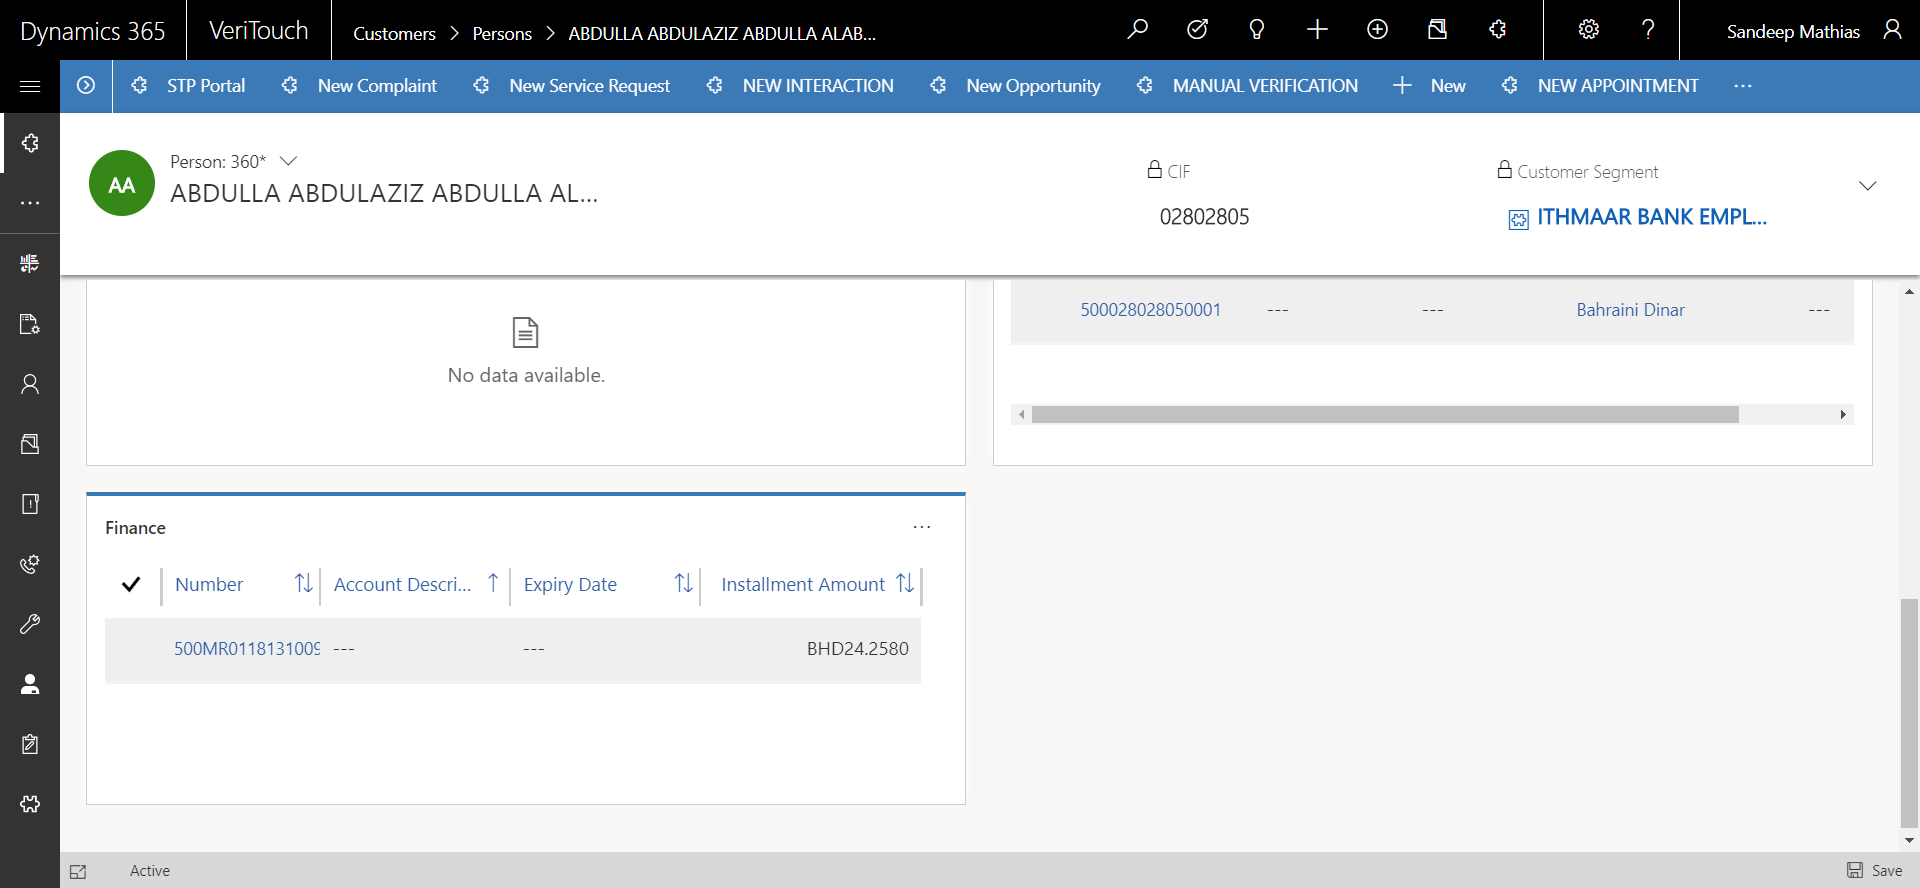 Dynamics 365 VeriTouch Customers > Persons > ABDULLA ABDULAZIZ ABDULLA ALAB... Sandeep Mathias
STP Portal New Complaint New Service Request NEW INTERACTION New Opportunity MANUAL VERIFICATION New NEW APPOINTMENT ...
AA
Person: 360*
ABDULLA ABDULAZIZ ABDULLA AL...
CIF
02802805
Customer Segment
ITHMAAR BANK EMPL...
No data available.
500028028050001 --- --- Bahraini Dinar ---
Finance ...
Number Account Descri... Expiry Date Installment Amount
500MR0118131009 --- --- BHD24.2580
Active Save